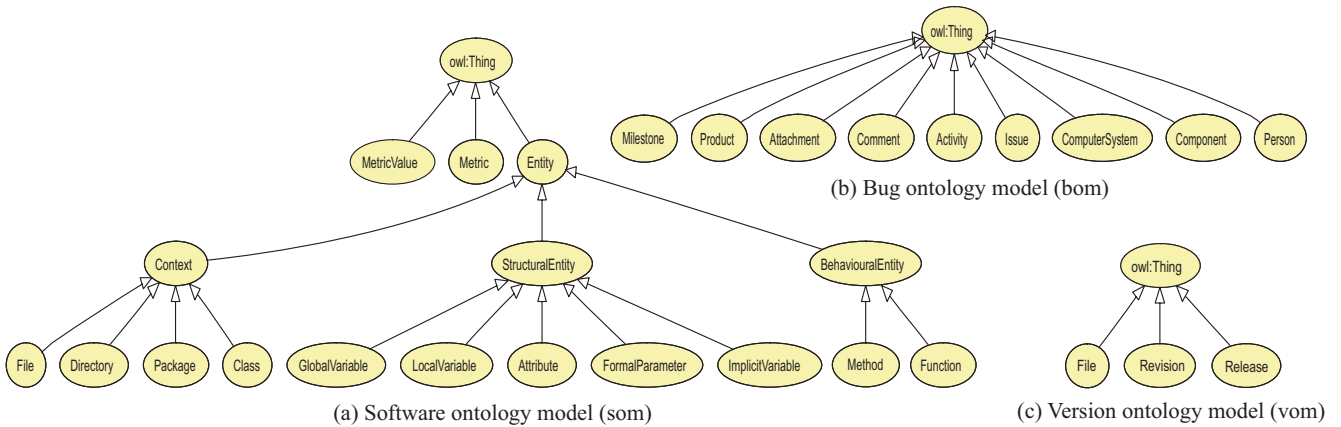 owl:Thing
MetricValue
Metric
Entity
Context
StructuralEntity
BehaviouralEntity
File
Directory
Package
Class
GlobalVariable
LocalVariable
Attribute
FormalParameter
ImplicitVariable
Method
Function
(a) Software ontology model (som)
owl:Thing
Milestone
Product
Attachment
Comment
Activity
Issue
ComputerSystem
Component
Person
(b) Bug ontology model (bom)
owl:Thing
File
Revision
Release
(c) Version ontology model (vom)